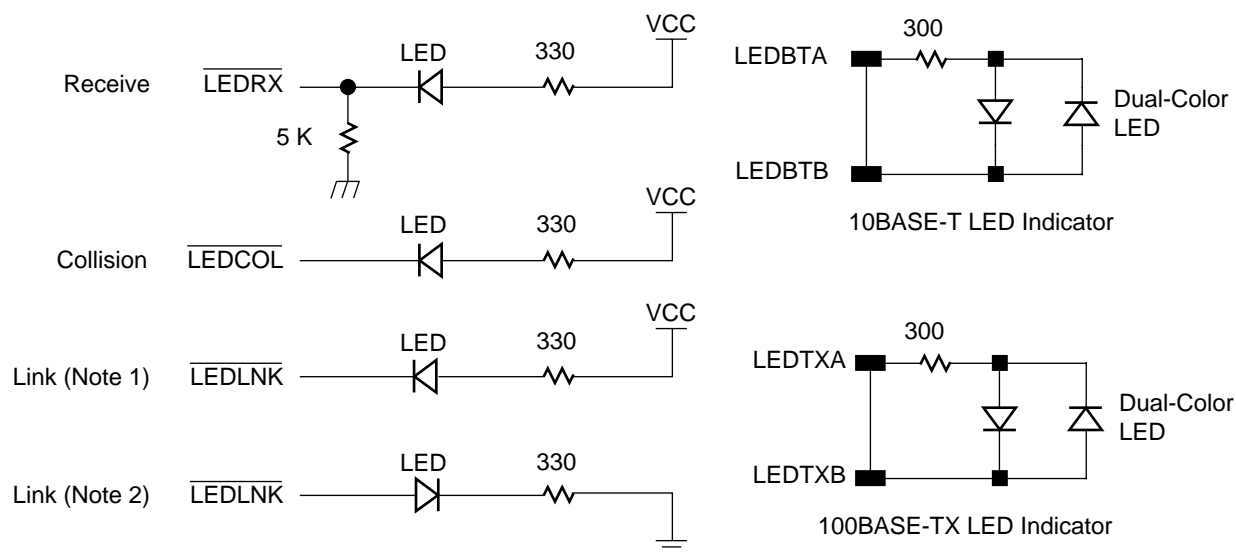 VCC
LED
330
Receive LEDRX
5 K
VCC
LED
330
Collision LEDCOL
VCC
LED
330
Link (Note 1) LEDLNK
LED
330
Link (Note 2) LEDLNK
300
LEDBTA
Dual-Color
LED
LEDBTB
10BASE-T LED Indicator
300
LEDTXA
Dual-Color
LED
LEDTXB
100BASE-TX LED Indicator